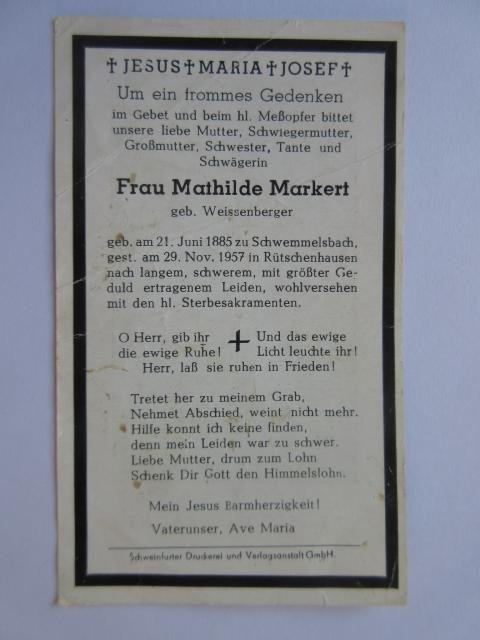 ✝ JESUS ✝ MARIA ✝ JOSEF ✝
Um ein frommes Gedenken
im Gebet und beim hl. Meßopfer bittet
unsere liebe Mutter, Schwiegermutter,
Großmutter, Schwester, Tante und
Schwägerin
Frau Mathilde Markert
geb. Weissenberger
geb. am 21. Juni 1885 zu Schwemmelsbach,
gest. am 29. Nov. 1957 in Rütschenhausen
nach langem, schwerem, mit größter Ge-
duld ertragenem Leiden, wohlversehen
mit den hl. Sterbesakramenten.
O Herr, gib ihr ✝ Und das ewige
die ewige Ruhe! Licht leuchte ihr!
Herr, laß sie ruhen in Frieden!
Tretet her zu meinem Grab,
Nehmet Abschied, weint nicht mehr.
Hilfe konnt ich keine finden,
denn mein Leiden war zu schwer.
Liebe Mutter, drum zum Lohn
Schenk Dir Gott den Himmelslohn.
Mein Jesus Barmherzigkeit!
Vaterunser, Ave Maria
Schweinfurter Druckerei und Verlagsanstalt GmbH.